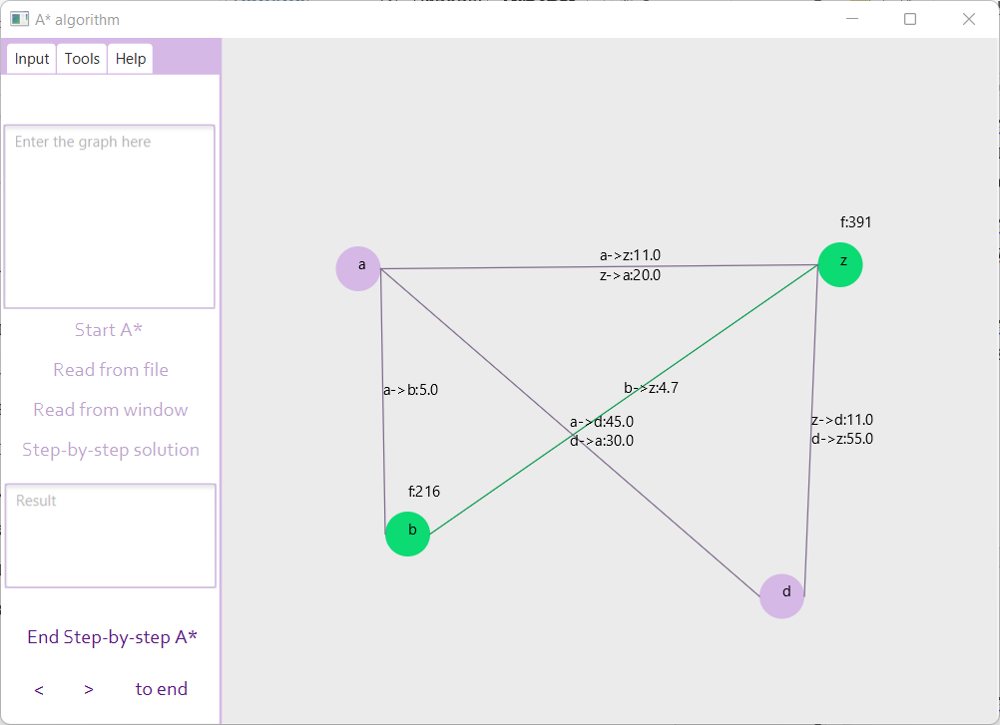 A* algorithm
Input Tools Help
Enter the graph here
Start A*
Read from file
Read from window
Step-by-step solution
Result
End Step-by-step A*
< > to end
f:391
a
z
a->z:11.0
z->a:20.0
a->b:5.0
b->z:4.7
a->d:45.0
d->a:30.0
z->d:11.0
d->z:55.0
f:216
b
d